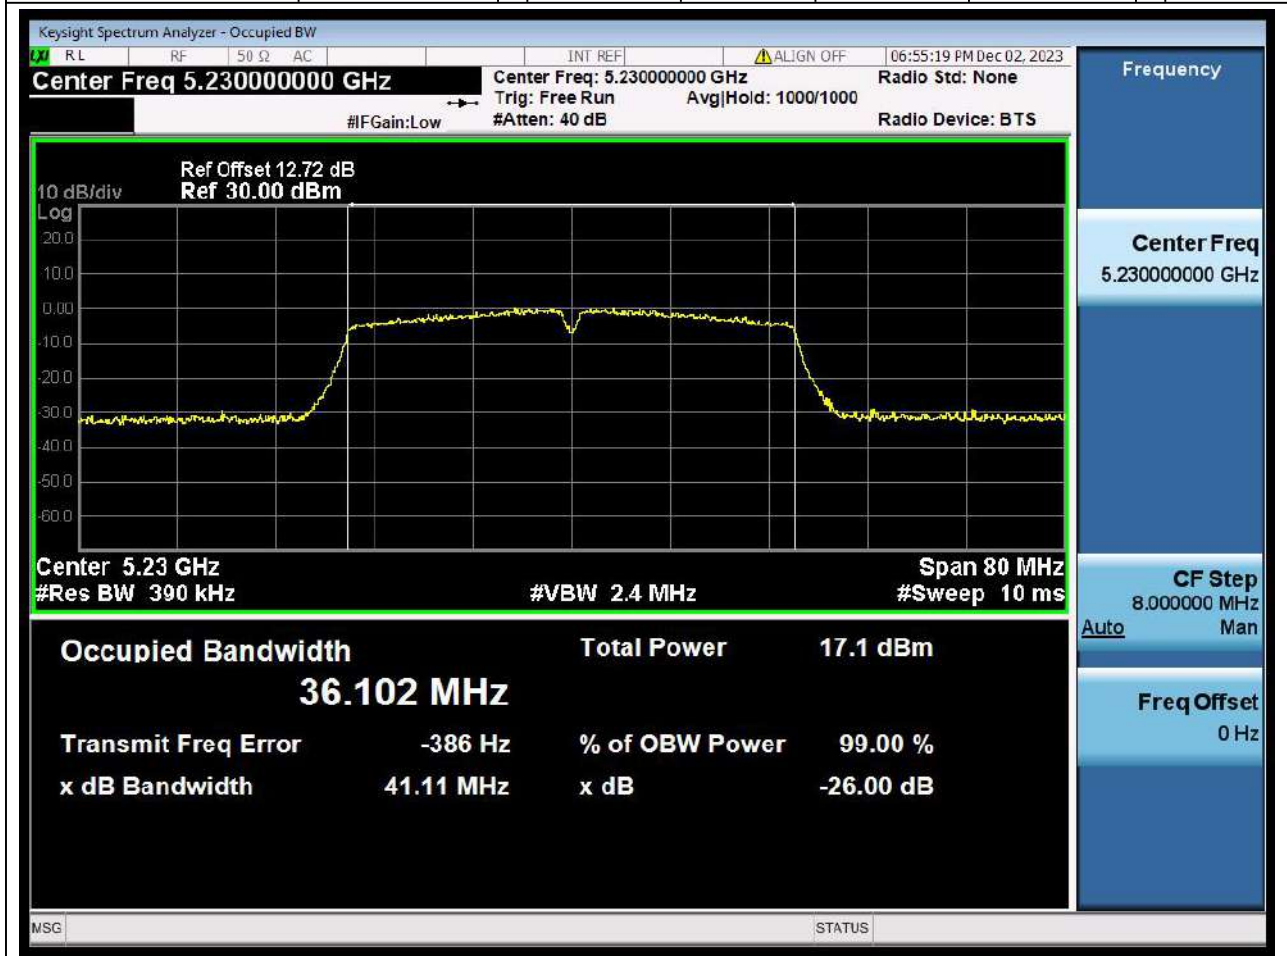 Keysight Spectrum Analyzer - Occupied BW
LXI RL RF 50 Ω AC INT REF ALIGN OFF 06:55:19 PM Dec 02, 2023
Center Freq 5.230000000 GHz
Center Freq: 5.230000000 GHz Radio Std: None
Trig: Free Run Avg|Hold: 1000/1000
#IFGain:Low #Atten: 40 dB Radio Device: BTS
Ref Offset 12.72 dB
10 dB/div Ref 30.00 dBm
Log
20.0
10.0
0.00
-10.0
-20.0
-30.0
-40.0
-50.0
-60.0
Center 5.23 GHz Span 80 MHz
#Res BW 390 kHz #VBW 2.4 MHz #Sweep 10 ms
Occupied Bandwidth Total Power 17.1 dBm
36.102 MHz
Transmit Freq Error -386 Hz % of OBW Power 99.00 %
x dB Bandwidth 41.11 MHz x dB -26.00 dB
MSG STATUS
Frequency
Center Freq
5.230000000 GHz
CF Step
8.000000 MHz
Auto Man
Freq Offset
0 Hz